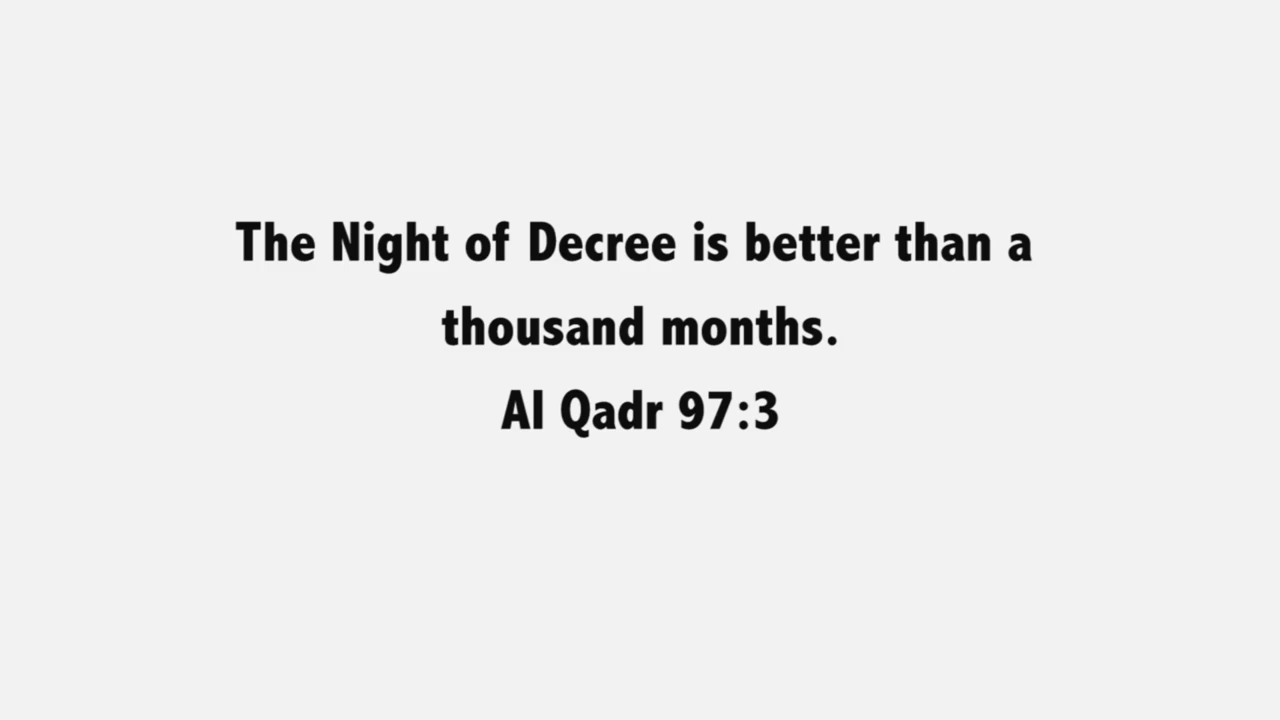 The Night of Decree is better than a
thousand months.
Al Qadr 97:3